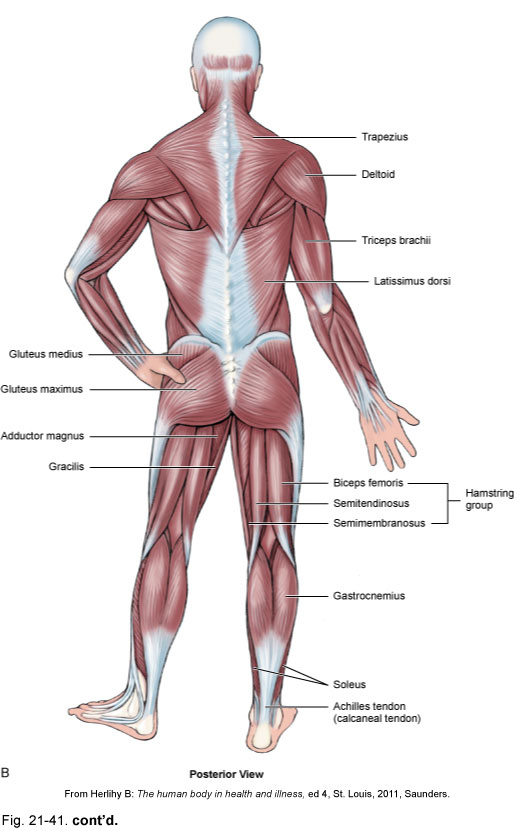 Trapezius
Deltoid
Triceps brachii
Latissimus dorsi
Gluteus medius
Gluteus maximus
Adductor magnus
Gracilis
Biceps femoris
Semitendinosus
Semimembranosus
Hamstring
group
Gastrocnemius
Soleus
Achilles tendon
(calcaneal tendon)
B
Posterior View
From Herlihy B: The human body in health and illness, ed 4, St. Louis, 2011, Saunders.
Fig. 21-41. cont'd.